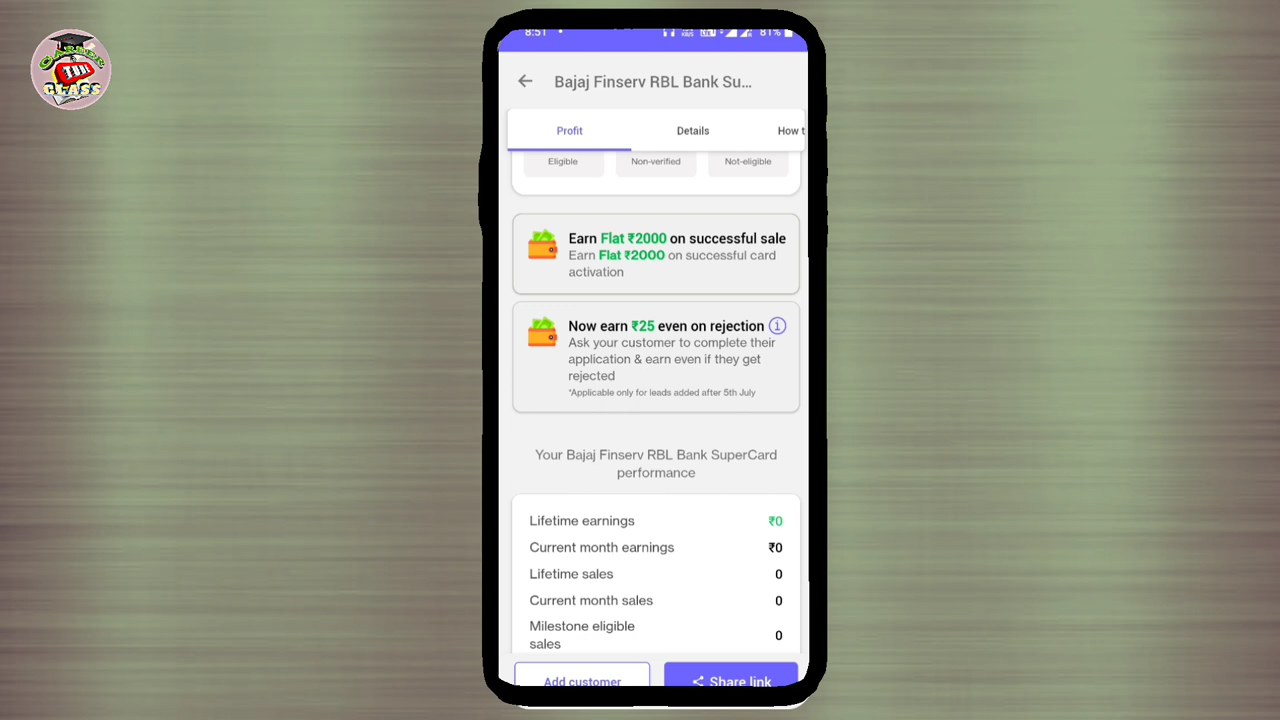 CAREER
TIME
CLASS
8:51
81%
Bajaj Finserv RBL Bank Su...
Profit
Details
How t
Eligible
Non-verified
Not-eligible
Earn Flat ₹2000 on successful sale
Earn Flat ₹2000 on successful card
activation
Now earn ₹25 even on rejection
Ask your customer to complete their
application & earn even if they get
rejected
*Applicable only for leads added after 5th July
Your Bajaj Finserv RBL Bank SuperCard
performance
Lifetime earnings ₹0
Current month earnings ₹0
Lifetime sales 0
Current month sales 0
Milestone eligible
sales 0
Add customer
Share link